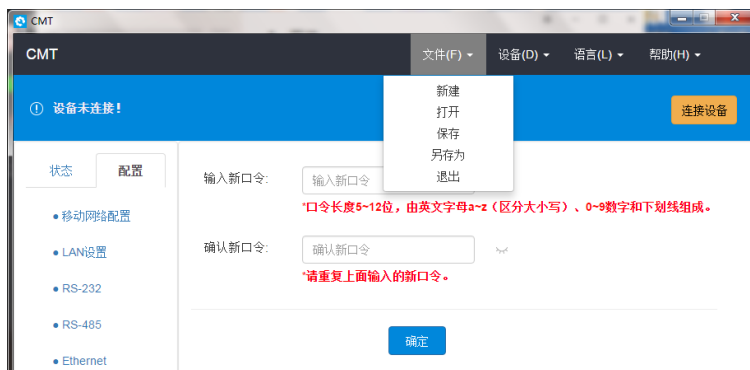 CMT
CMT 文件(F) 设备(D) 语言(L) 帮助(H)
新建
打开
保存
另存为
退出
设备未连接！
连接设备
状态 配置
移动网络配置
LAN设置
RS-232
RS-485
Ethernet
输入新口令: 输入新口令
*口令长度5~12位，由英文字母a~z（区分大小写）、0~9数字和下划线组成。
确认新口令: 确认新口令
*请重复上面输入的新口令。
确定